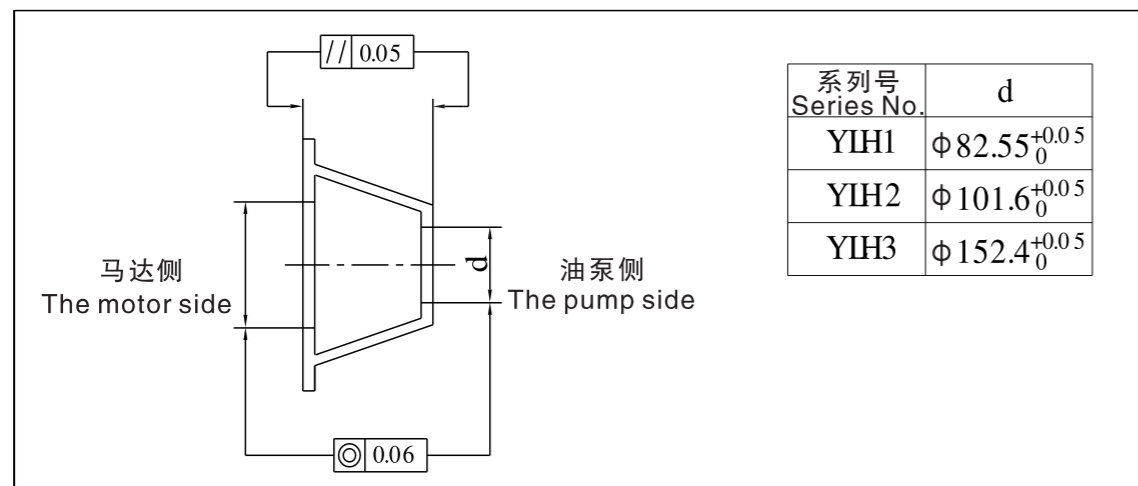 // 0.05
马达侧
The motor side
d
油泵侧
The pump side
◎ 0.06
系列号
Series No.
d
YLH1 Φ82.55 +0.05 0
YLH2 Φ101.6 +0.05 0
YLH3 Φ152.4 +0.05 0